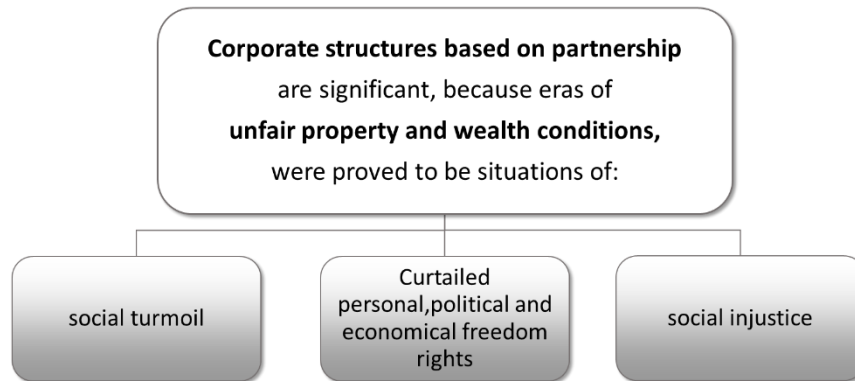 Corporate structures based on partnership
are significant, because eras of
unfair property and wealth conditions,
were proved to be situations of:
social turmoil
Curtailed
personal,political and
economical freedom
rights
social injustice